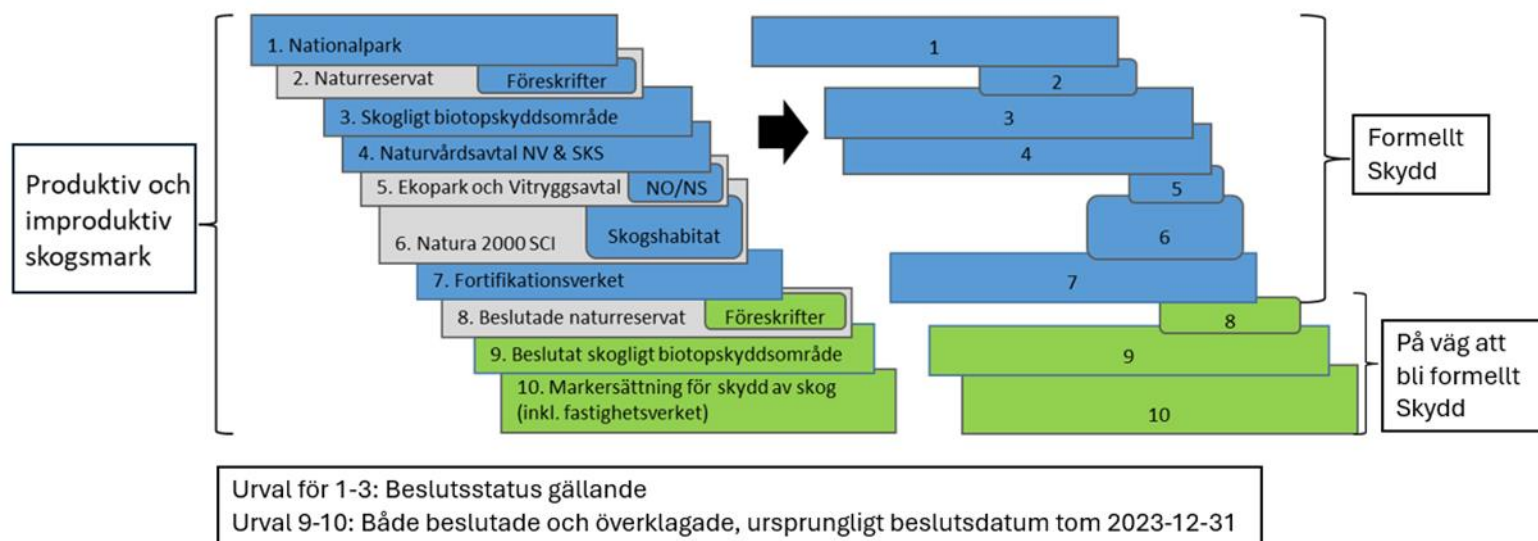 Produktiv och
improduktiv
skogsmark
1. Nationalpark
2. Naturreservat
Föreskrifter
3. Skogligt biotopskyddsområde
4. Naturvårdsavtal NV & SKS
5. Ekopark och Vitryggsavtal
NO/NS
6. Natura 2000 SCI
Skogshabitat
7. Fortifikationsverket
8. Beslutade naturreservat
Föreskrifter
9. Beslutat skogligt biotopskyddsområde
10. Markersättning för skydd av skog
(inkl. fastighetsverket)
1
2
3
4
5
6
7
8
9
10
Formellt
Skydd
På väg att
bli formellt
Skydd
Urval för 1-3: Beslutsstatus gällande
Urval 9-10: Både beslutade och överklagade, ursprungligt beslutsdatum tom 2023-12-31